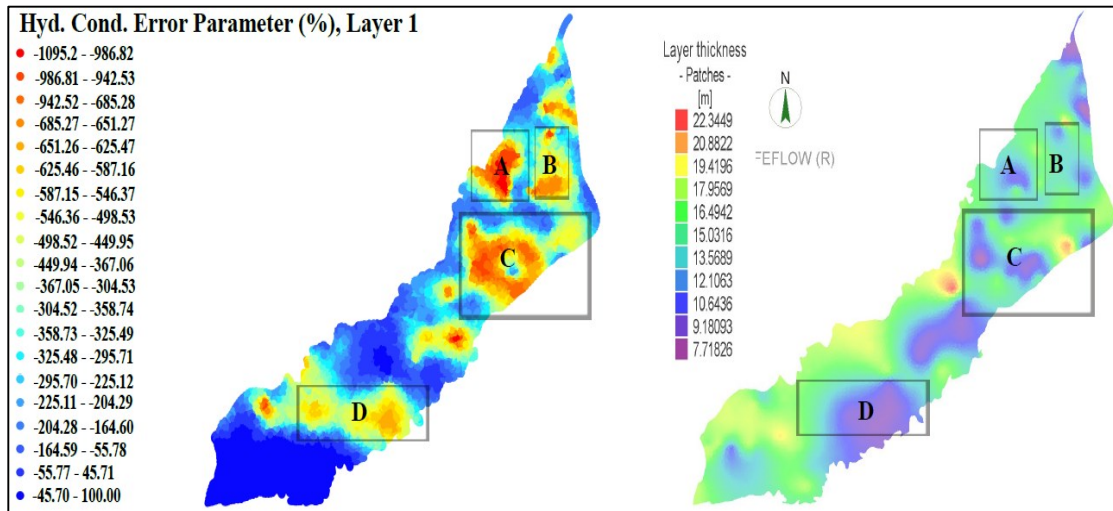 Hyd. Cond. Error Parameter (%), Layer 1
-1095.2 - -986.82
-986.81 - -942.53
-942.52 - -685.28
-685.27 - -651.27
-651.26 - -625.47
-625.46 - -587.16
-587.15 - -546.37
-546.36 - -498.53
-498.52 - -449.95
-449.94 - -367.06
-367.05 - -304.53
-304.52 - -358.74
-358.73 - -325.49
-325.48 - -295.71
-295.70 - -225.12
-225.11 - -204.29
-204.28 - -164.60
-164.59 - -55.78
-55.77 - 45.71
-45.70 - 100.00
A
B
C
D
Layer thickness
- Patches -
[m]
22.3449
20.8822
19.4196
17.9569
16.4942
15.0316
13.5689
12.1063
10.6436
9.18093
7.71826
N
FEFLOW (R)
A
B
C
D